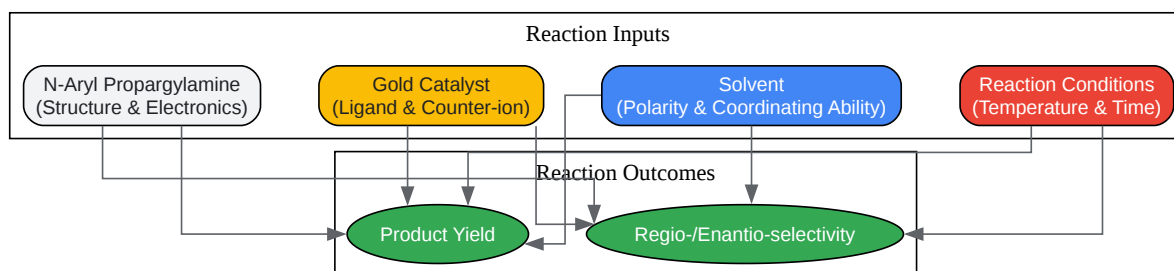 Reaction Inputs
N-Aryl Propargylamine
(Structure & Electronics)
Gold Catalyst
(Ligand & Counter-ion)
Solvent
(Polarity & Coordinating Ability)
Reaction Conditions
(Temperature & Time)
Reaction Outcomes
Product Yield
Regio-/Enantio-selectivity